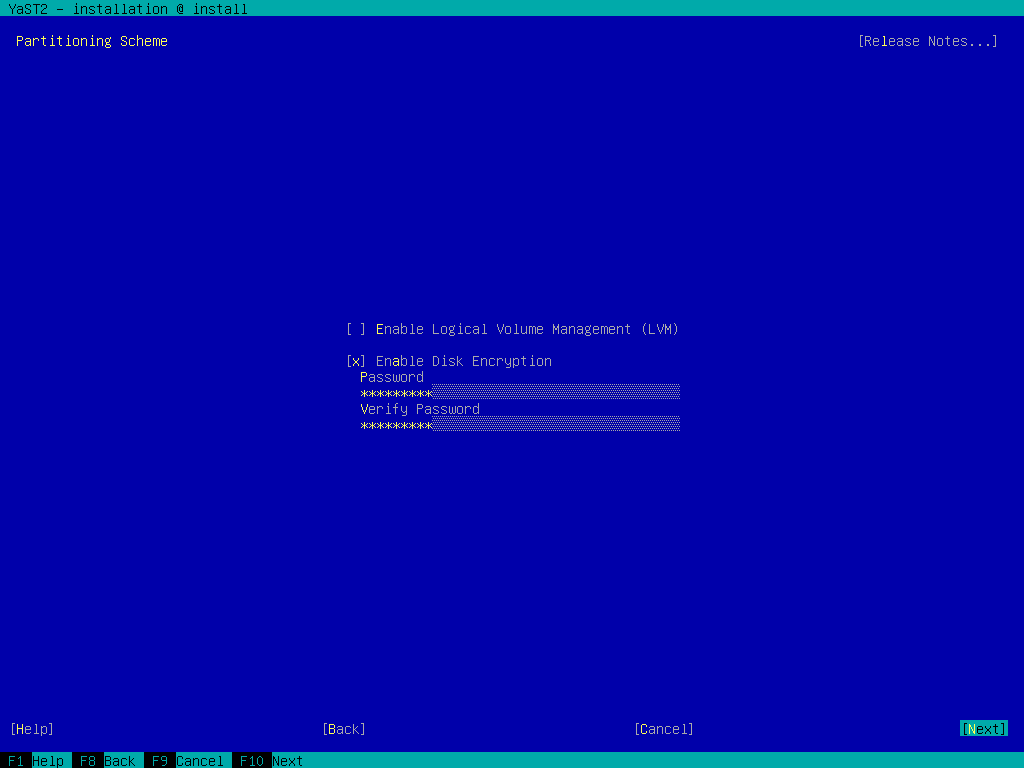 YaST2 - installation @ install
Partitioning Scheme [Release Notes...]
[ ] Enable Logical Volume Management (LVM)
[x] Enable Disk Encryption
Password
*********
Verify Password
*********
[Help] [Back] [Cancel] [Next]
F1 Help F8 Back F9 Cancel F10 Next